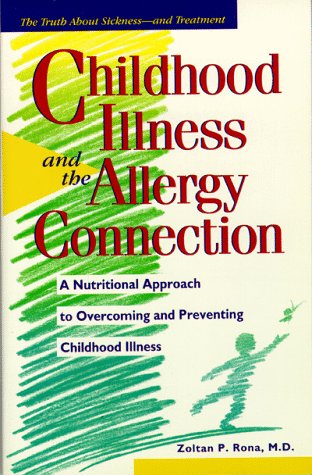 The Truth About Sickness—and Treatment
Childhood
Illness
and the
Allergy
Connection
A Nutritional Approach
to Overcoming and Preventing
Childhood Illness
Zoltan P. Rona, M.D.